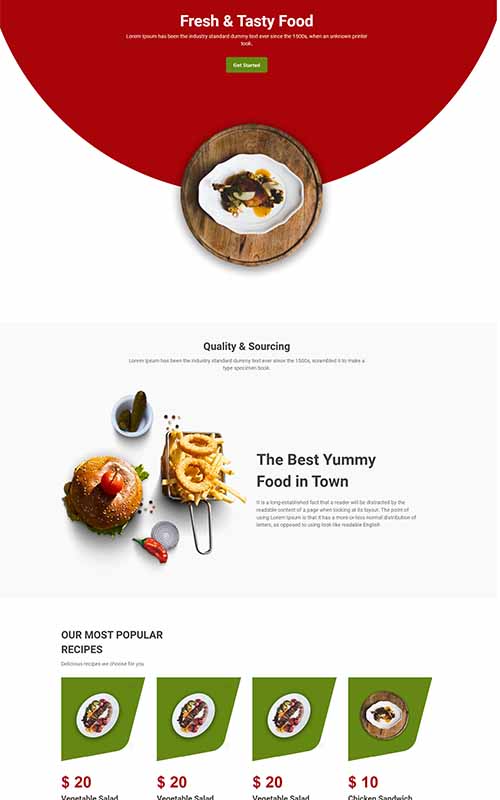 Fresh & Tasty Food
Lorem Ipsum has been the industry standard dummy text ever since the 1500s, when an unknown printer
took.
Get Started
Quality & Sourcing
Lorem Ipsum has been the industry standard dummy text ever since the 1500s, scrambled it to make a
type specimen book.
The Best Yummy
Food in Town
It is a long-established fact that a reader will be distracted by the
readable content of a page when looking at its layout. The point of
using Lorem Ipsum is that it has a more-or-less normal distribution of
letters, as opposed to using look like readable English
OUR MOST POPULAR
RECIPES
Delicious recipes we choose for you
$ 20
$ 20
$ 20
$ 10
Vegetable Salad
Vegetable Salad
Vegetable Salad
Chicken Sandwich